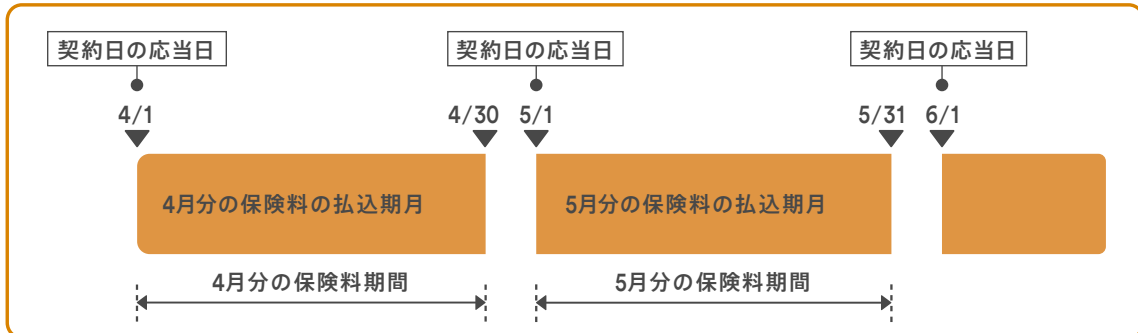 契約日の応当日
契約日の応当日
契約日の応当日
4/1
4/30
5/1
5/31
6/1
4月分の保険料の払込期月
5月分の保険料の払込期月
4月分の保険料期間
5月分の保険料期間